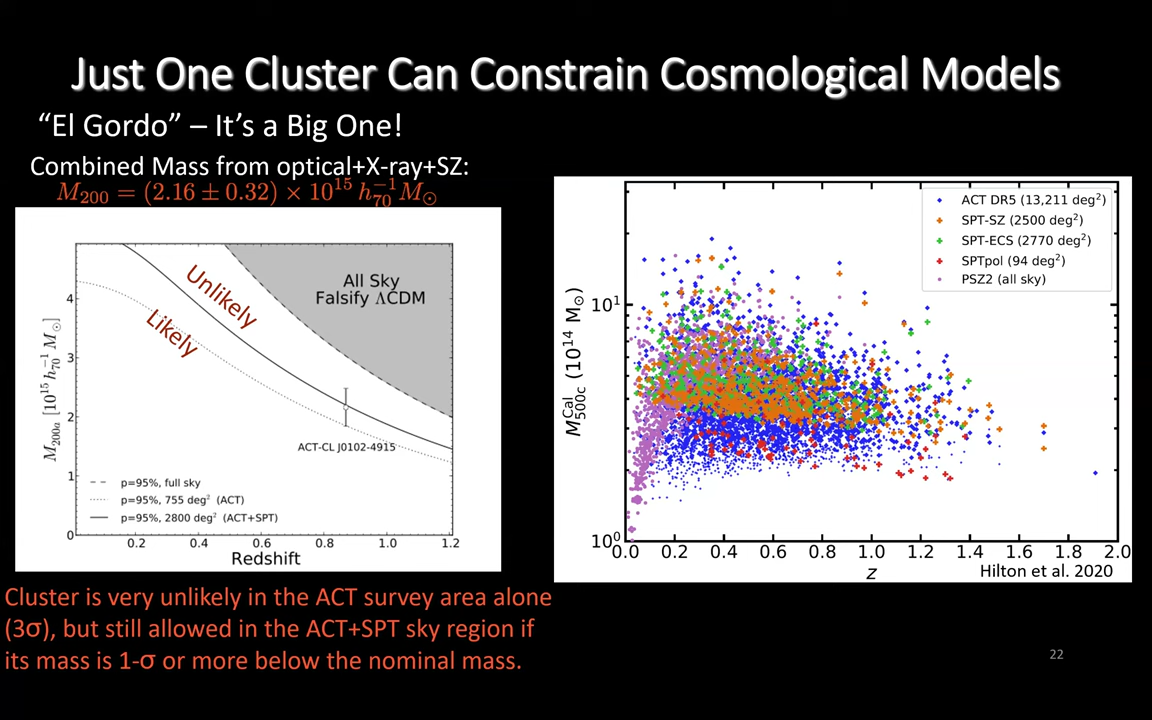 Just One Cluster Can Constrain Cosmological Models
“El Gordo” – It’s a Big One!
Combined Mass from optical+X-ray+SZ:
M₂₀₀ = (2.16 ± 0.32) × 10¹⁵ h₇₀⁻¹ M☉
M₂₀₀ₐ [10¹⁵ h₇₀⁻¹ M☉]
4
3
2
1
0
Unlikely
Likely
All Sky
Falsify ΛCDM
ACT-CL J0102-4915
p=95%, full sky
p=95%, 755 deg² (ACT)
p=95%, 2800 deg² (ACT+SPT)
0.2 0.4 0.6 0.8 1.0 1.2
Redshift
Cluster is very unlikely in the ACT survey area alone
(3σ), but still allowed in the ACT+SPT sky region if
its mass is 1-σ or more below the nominal mass.
ACT DR5 (13,211 deg²)
SPT-SZ (2500 deg²)
SPT-ECS (2770 deg²)
SPTpol (94 deg²)
PSZ2 (all sky)
M^Cal_500c (10¹⁴ M☉)
10¹
10⁰
0.0 0.2 0.4 0.6 0.8 1.0 1.2 1.4 1.6 1.8 2.0
z
Hilton et al. 2020
22